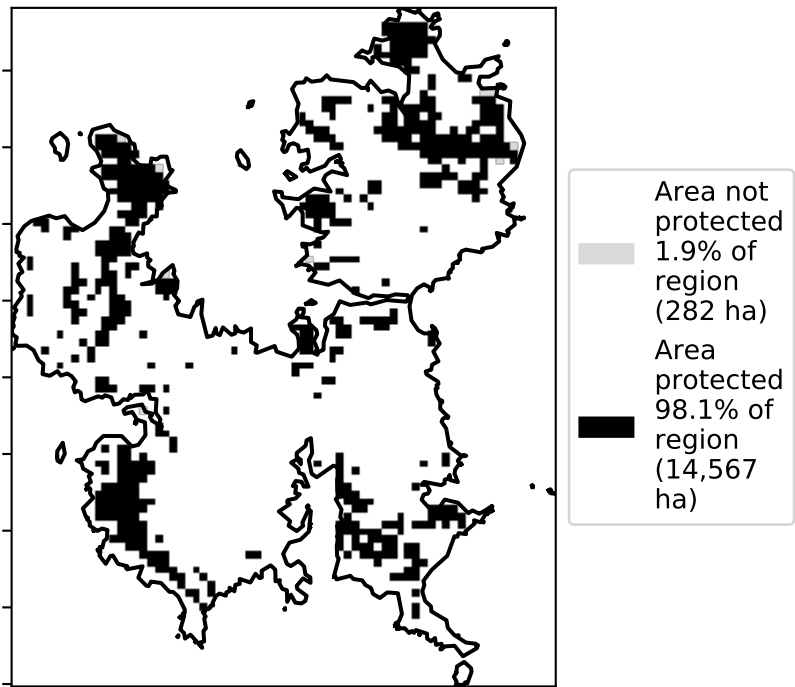 Area not
protected
1.9% of
region
(282 ha)
Area
protected
98.1% of
region
(14,567
ha)